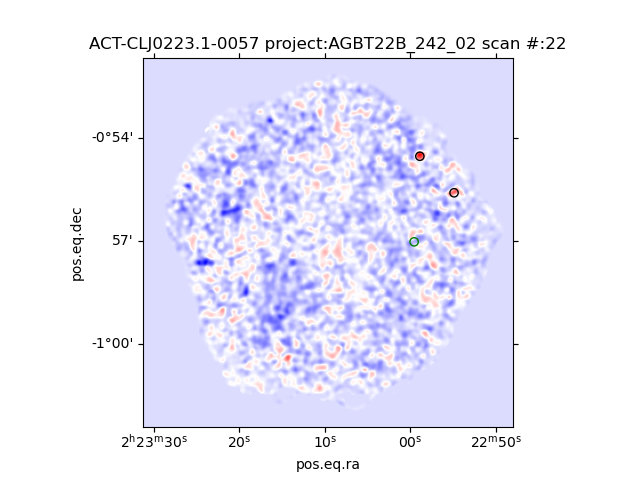 ACT-CLJ0223.1-0057 project:AGBT22B_242_02 scan #:22
-0°54'
57'
-1°00'
pos.eq.dec
2ʰ23ᵐ30ˢ 20ˢ 10ˢ 00ˢ 22ᵐ50ˢ
pos.eq.ra